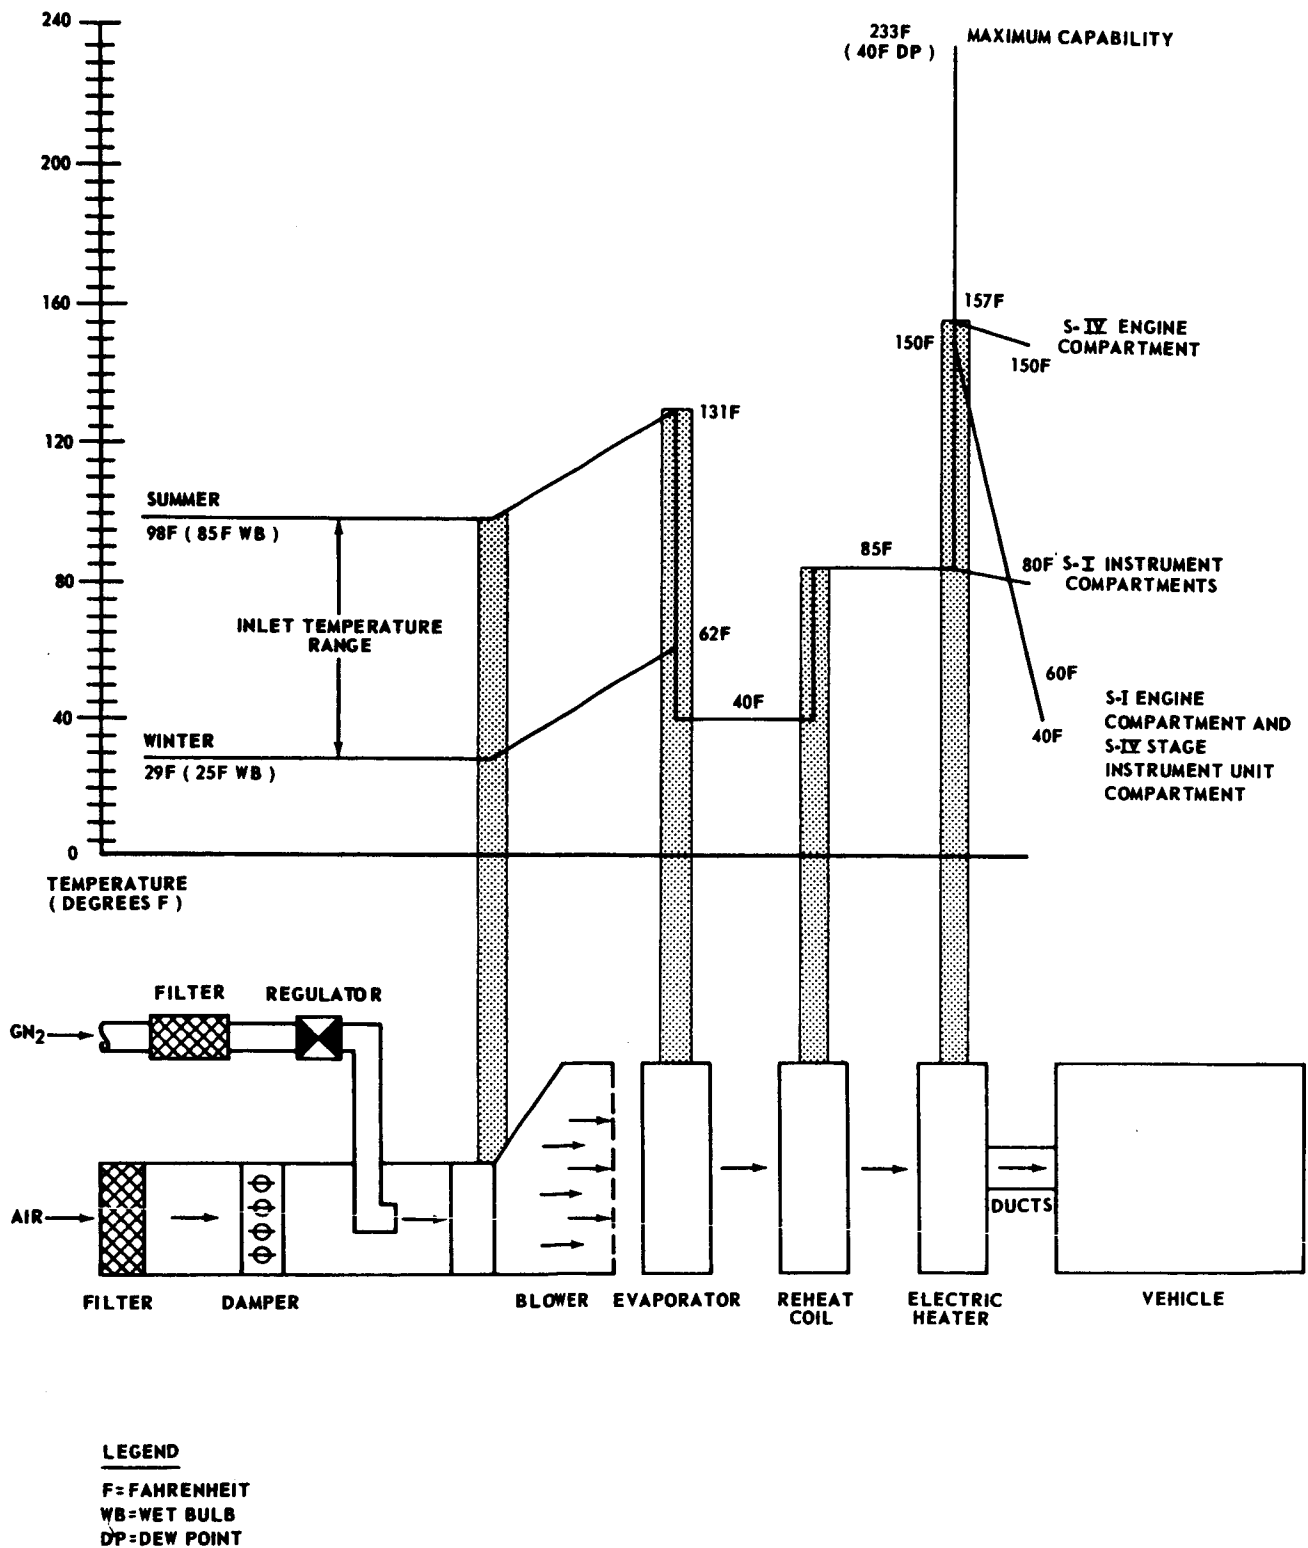 240
233F
( 40F DP )
MAXIMUM CAPABILITY
200
160
157F
S-IV ENGINE
COMPARTMENT
150F
150F
131F
120
SUMMER
98F ( 85F WB )
85F
80
80F S-I INSTRUMENT
COMPARTMENTS
INLET TEMPERATURE
RANGE
62F
60F
40F
40
S-I ENGINE
COMPARTMENT AND
S-IV STAGE
INSTRUMENT UNIT
COMPARTMENT
40F
WINTER
29F ( 25F WB )
0
TEMPERATURE
( DEGREES F )
FILTER
REGULATOR
GN2
AIR
DUCTS
FILTER
DAMPER
BLOWER
EVAPORATOR
REHEAT
COIL
ELECTRIC
HEATER
VEHICLE
LEGEND
F=FAHRENHEIT
WB=WET BULB
DP=DEW POINT